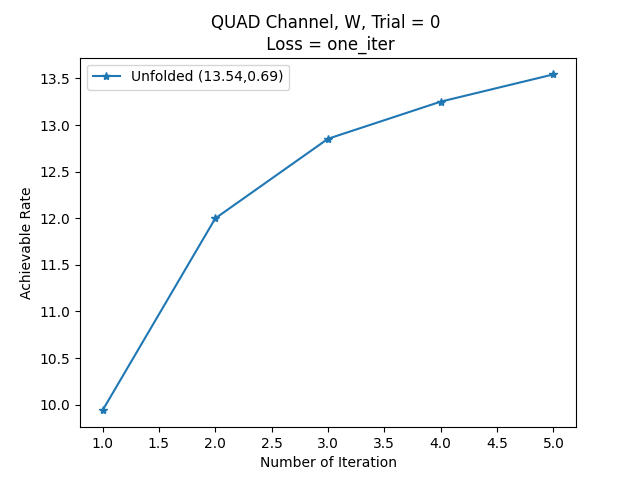 QUAD Channel, W, Trial = 0
Loss = one_iter
Unfolded (13.54,0.69)
Achievable Rate
13.5
13.0
12.5
12.0
11.5
11.0
10.5
10.0
1.0 1.5 2.0 2.5 3.0 3.5 4.0 4.5 5.0
Number of Iteration